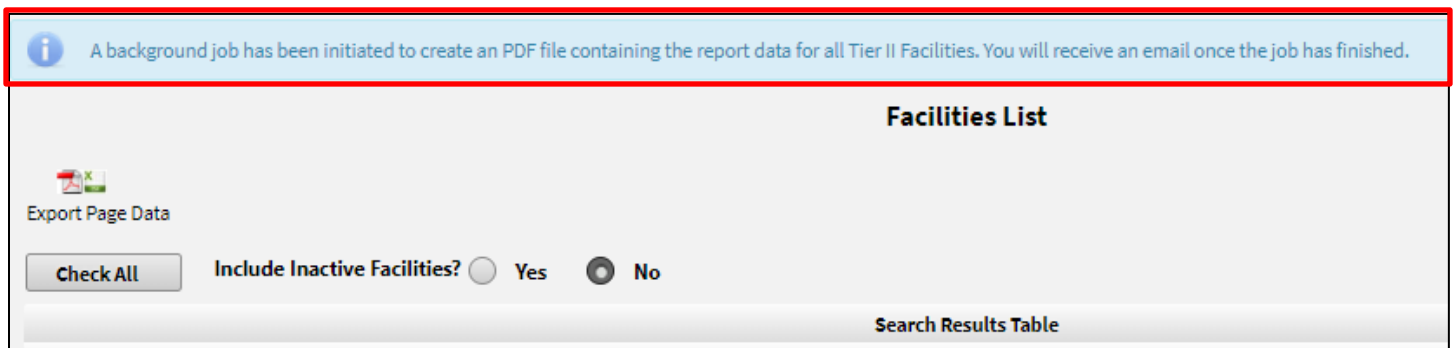 A background job has been initiated to create an PDF file containing the report data for all Tier II Facilities. You will receive an email once the job has finished.
Facilities List
Export Page Data
Check All Include Inactive Facilities? Yes No
Search Results Table